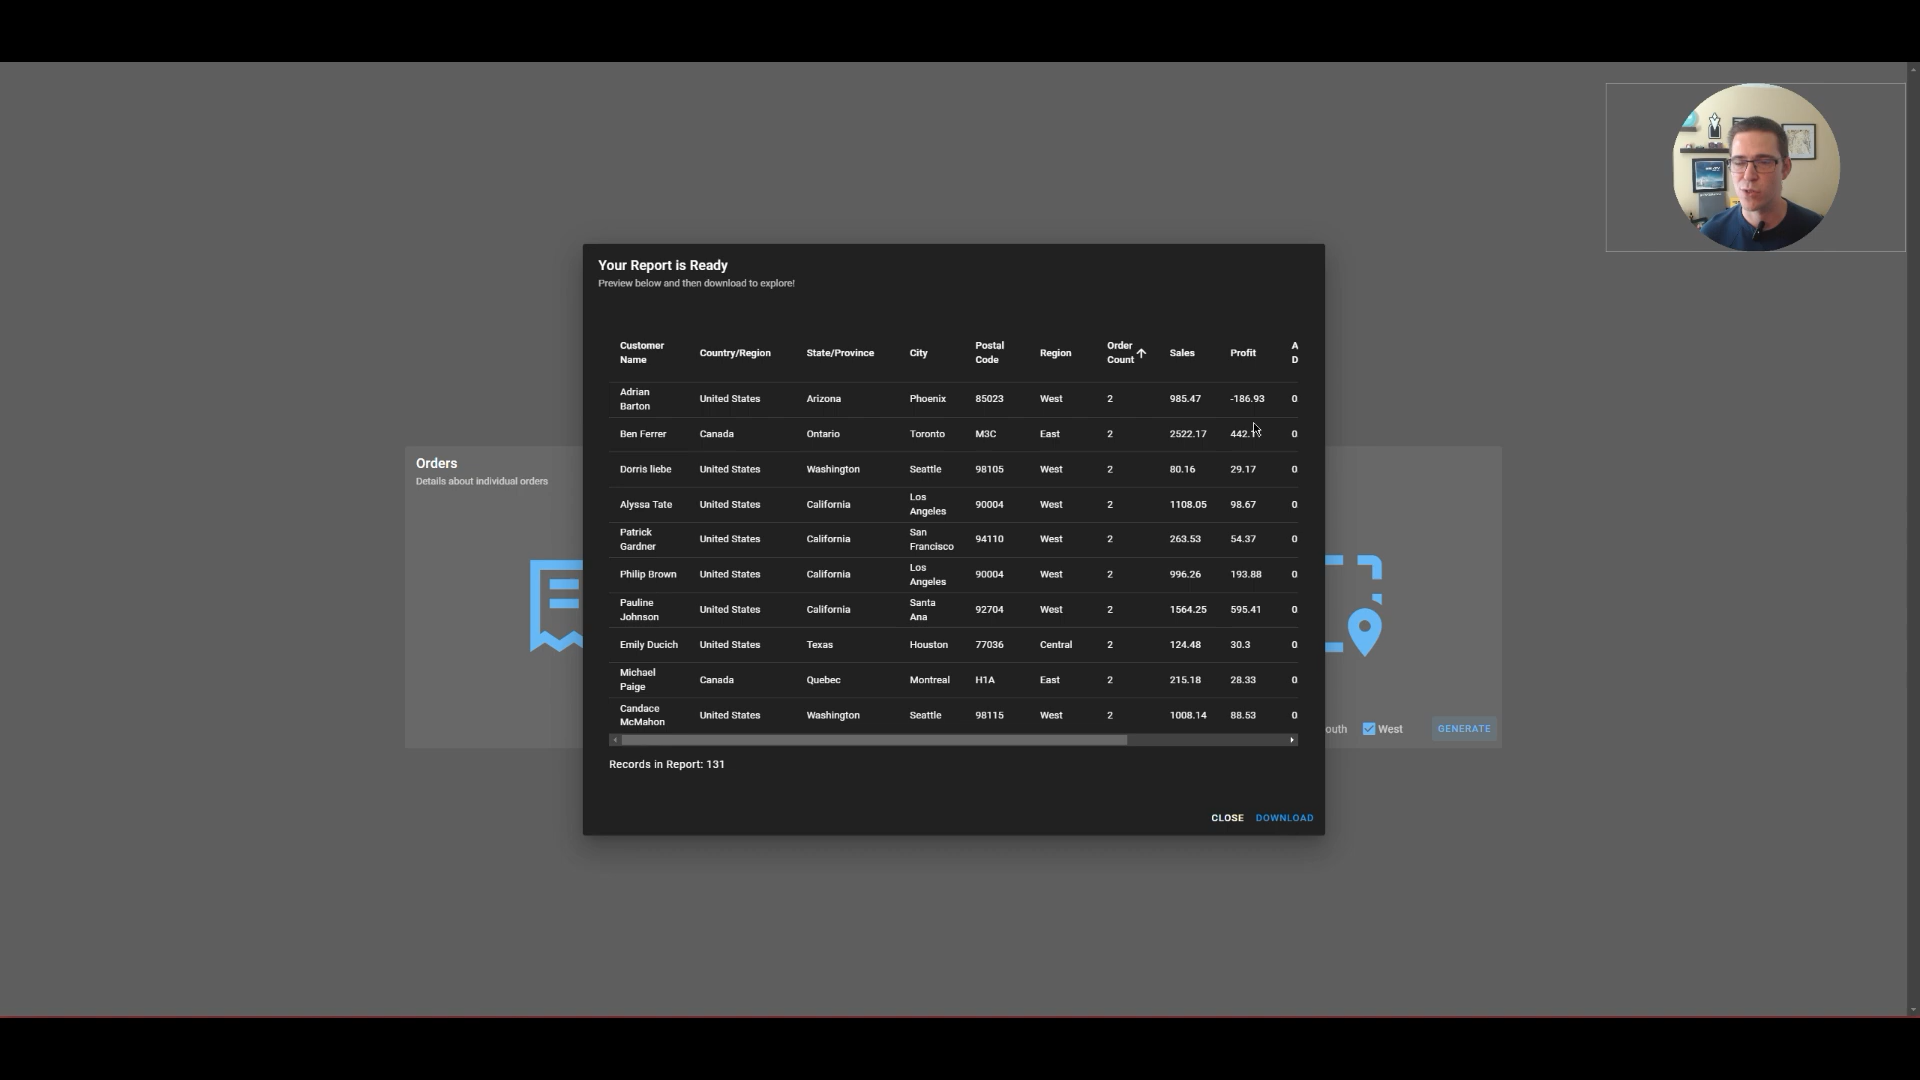 Your Report is Ready
Preview below and then download to explore!
Customer Name Country/Region State/Province City Postal Code Region Order Count Sales Profit A D
Adrian Barton United States Arizona Phoenix 85023 West 2 985.47 -186.93 0
Ben Ferrer Canada Ontario Toronto M3C East 2 2522.17 0
Dorris liebe United States Washington Seattle 98105 West 2 80.16 29.17 0
Alyssa Tate United States California Los Angeles 90004 West 2 1108.05 98.67 0
Patrick Gardner United States California San Francisco 94110 West 2 263.53 54.37 0
Philip Brown United States California Los Angeles 90004 West 2 996.26 193.88 0
Pauline Johnson United States California Santa Ana 92704 West 2 1564.25 595.41 0
Emily Ducich United States Texas Houston 77036 Central 2 124.48 30.3 0
Michael Paige Canada Quebec Montreal H1A East 2 215.18 28.33 0
Candace McMahon United States Washington Seattle 98115 West 2 1008.14 88.53 0
Records in Report: 131
CLOSE DOWNLOAD
Orders
Details about individual orders
outh West GENERATE